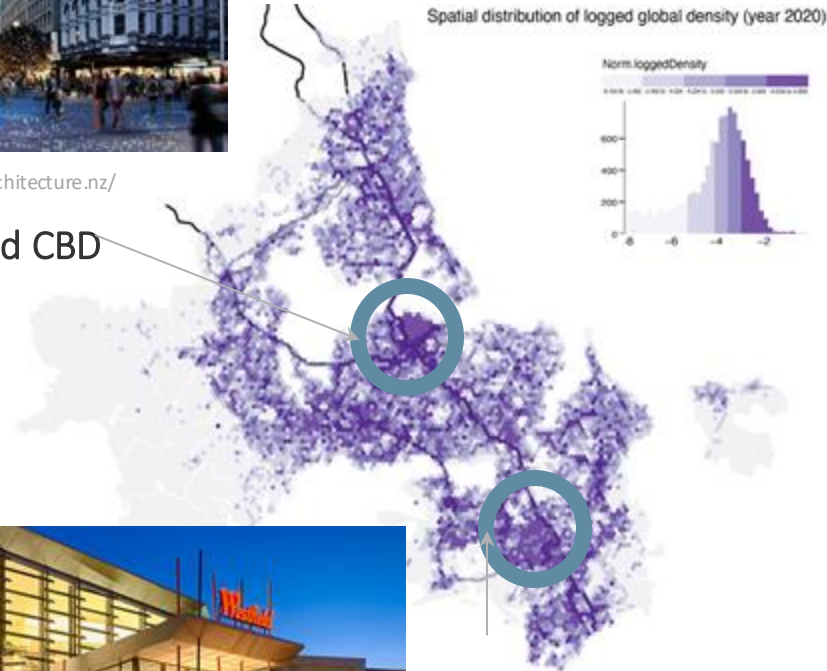 Spatial distribution of logged global density (year 2020)
Norm.loggedDensity
600
400
200
0
-8 -6 -4 -2
chitecture.nz/
d CBD
Westfield